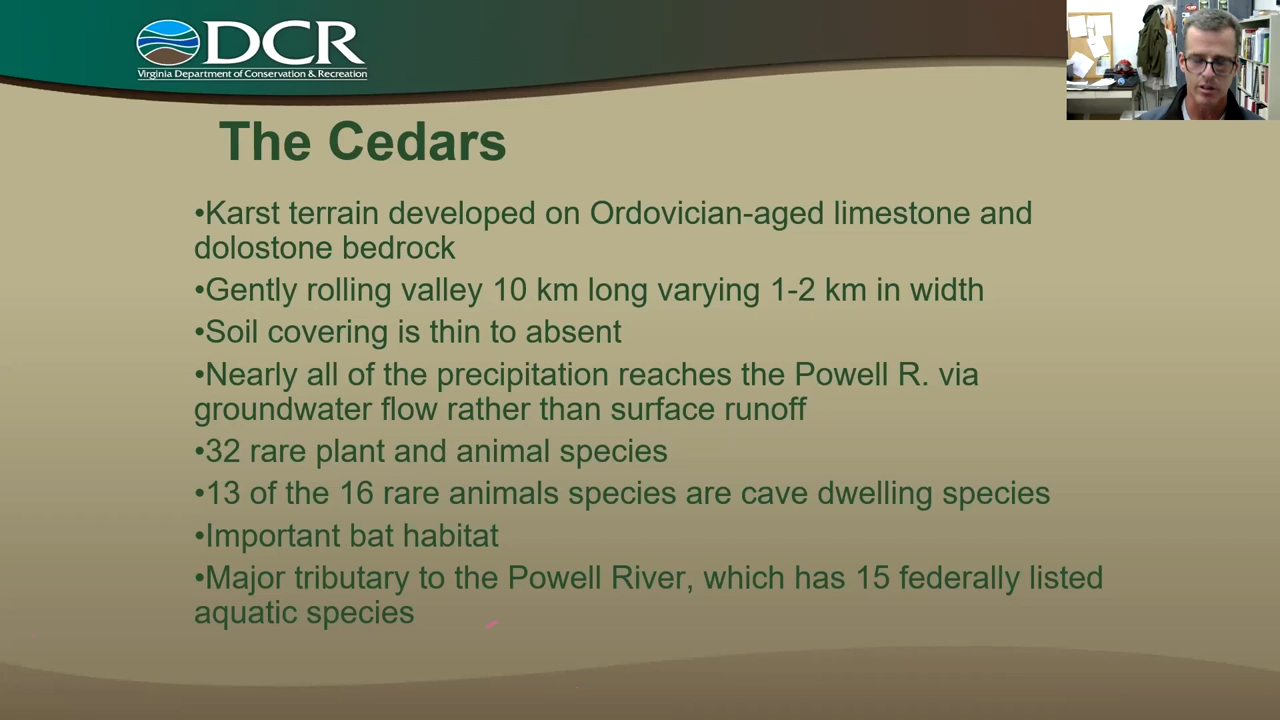 DCR
Virginia Department of Conservation & Recreation
The Cedars
•Karst terrain developed on Ordovician-aged limestone and
dolostone bedrock
•Gently rolling valley 10 km long varying 1-2 km in width
•Soil covering is thin to absent
•Nearly all of the precipitation reaches the Powell R. via
groundwater flow rather than surface runoff
•32 rare plant and animal species
•13 of the 16 rare animals species are cave dwelling species
•Important bat habitat
•Major tributary to the Powell River, which has 15 federally listed
aquatic species